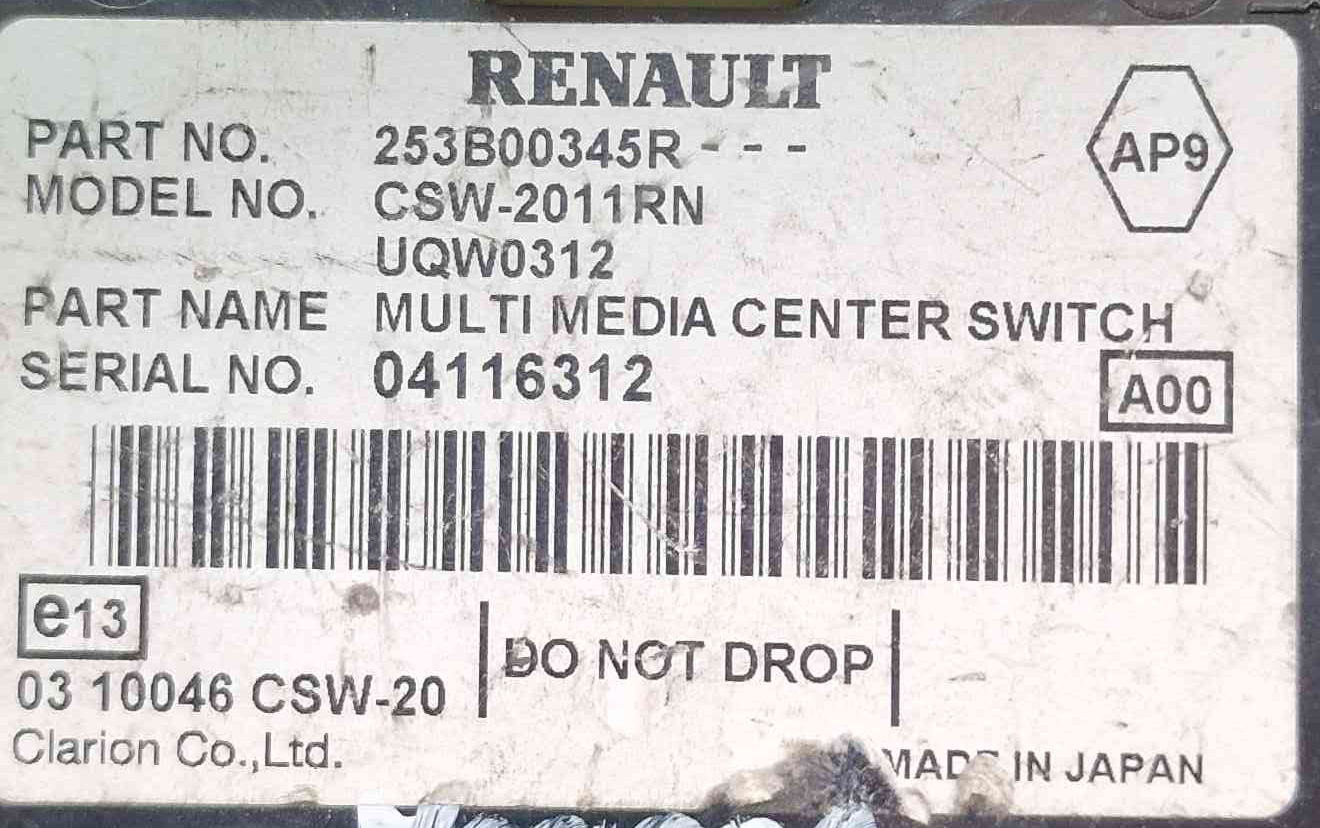 RENAULT
PART NO. 253B00345R - - -
AP9
MODEL NO. CSW-2011RN
UQW0312
PART NAME MULTI MEDIA CENTER SWITCH
SERIAL NO. 04116312
A00
e13
DO NOT DROP
03 10046 CSW-20
Clarion Co.,Ltd.
MADE IN JAPAN